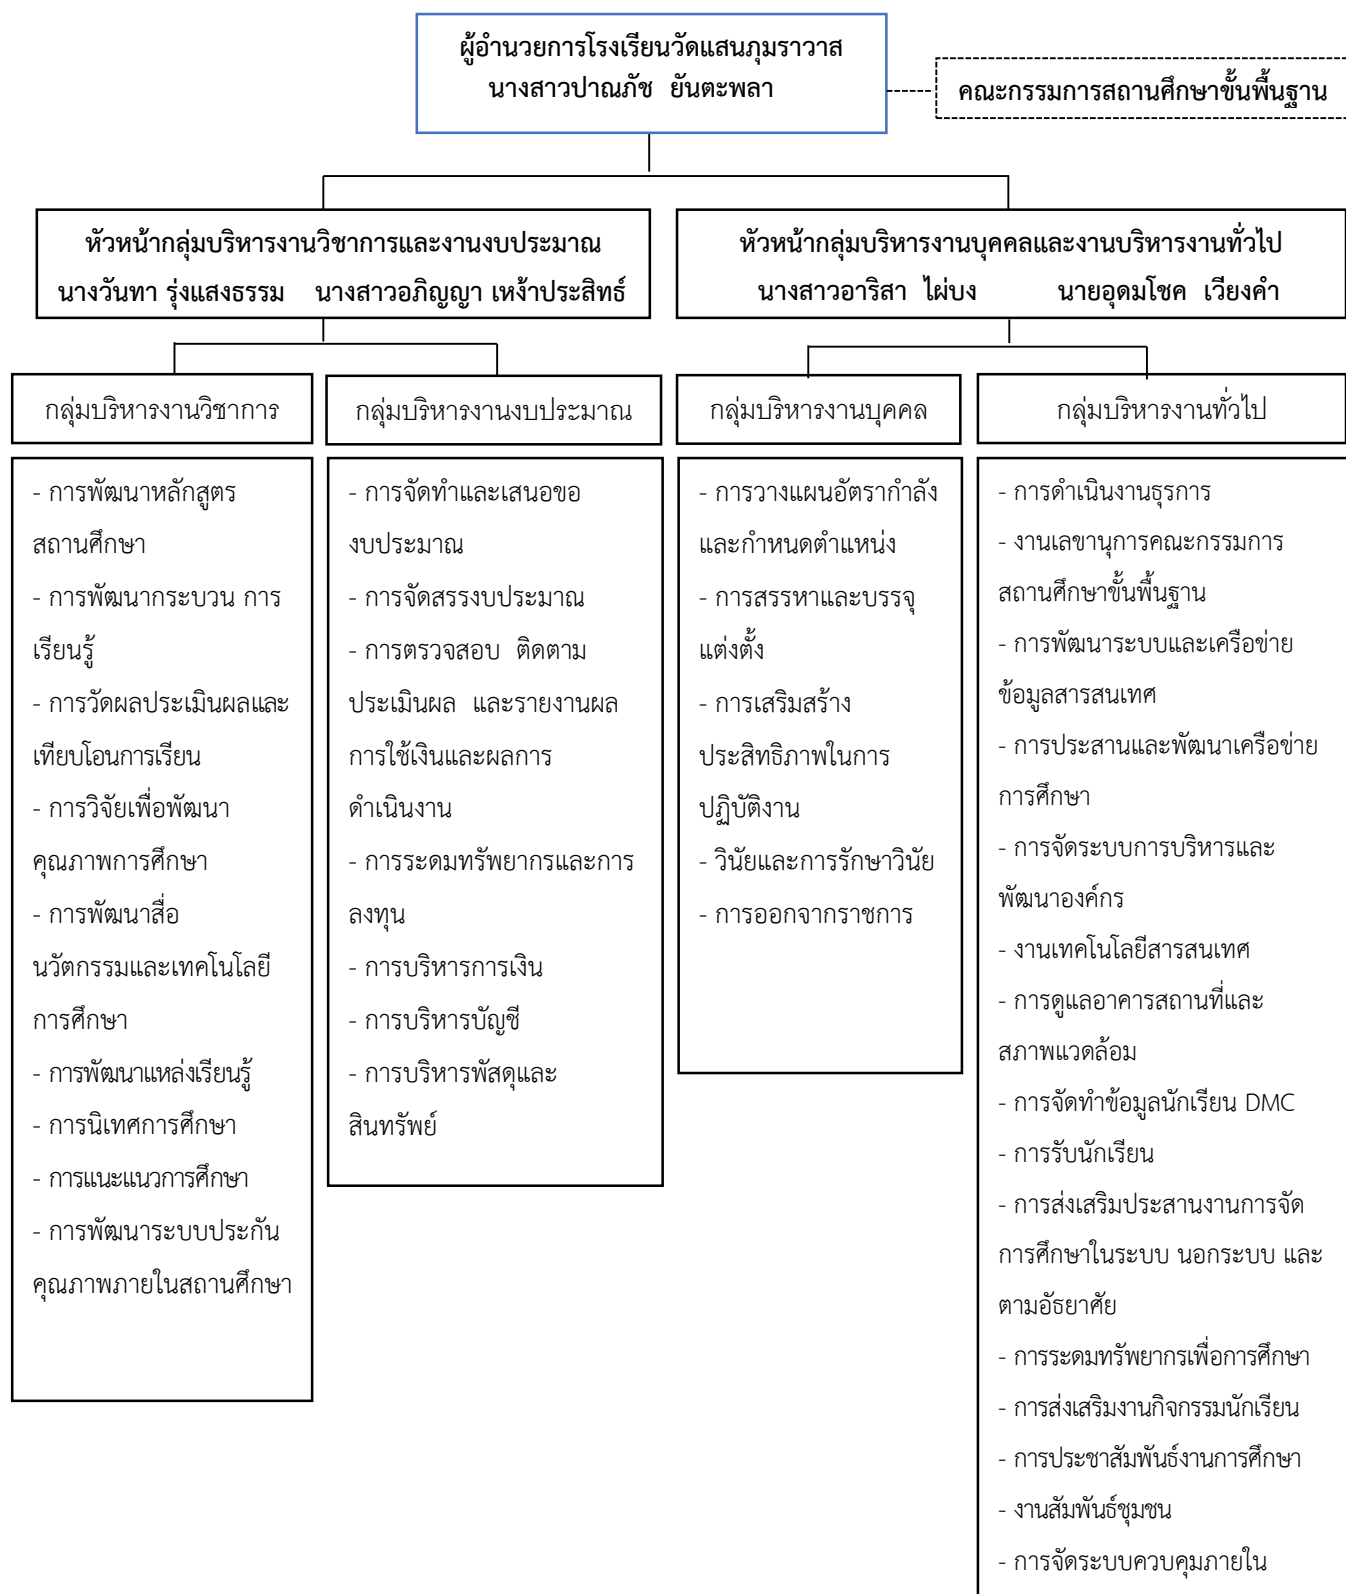 ผู้อำนวยการโรงเรียนวัดแสนภุมราวาส
นางสาวปาณภัช  ยันตะพลา
คณะกรรมการสถานศึกษาขั้นพื้นฐาน
หัวหน้ากลุ่มบริหารงานวิชาการและงานงบประมาณ
นางวันทา รุ่งแสงธรรม   นางสาวอภิญญา เหง้าประสิทธ์
หัวหน้ากลุ่มบริหารงานบุคคลและงานบริหารงานทั่วไป
นางสาวอาริสา  ไผ่บง   นายอุดมโชค  เวียงคำ
กลุ่มบริหารงานวิชาการ
- การพัฒนาหลักสูตร
สถานศึกษา
- การพัฒนากระบวน การ
เรียนรู้
- การวัดผลประเมินผลและ
เทียบโอนการเรียน
- การวิจัยเพื่อพัฒนา
คุณภาพการศึกษา
- การพัฒนาสื่อ
นวัตกรรมและเทคโนโลยี
การศึกษา
- การพัฒนาแหล่งเรียนรู้
- การนิเทศการศึกษา
- การแนะแนวการศึกษา
- การพัฒนาระบบประกัน
คุณภาพภายในสถานศึกษา
กลุ่มบริหารงานงบประมาณ
- การจัดทำและเสนอขอ
งบประมาณ
- การจัดสรรงบประมาณ
- การตรวจสอบ  ติดตาม
ประเมินผล  และรายงานผล
การใช้เงินและผลการ
ดำเนินงาน
- การระดมทรัพยากรและการ
ลงทุน
- การบริหารการเงิน
- การบริหารบัญชี
- การบริหารพัสดุและ
สินทรัพย์
กลุ่มบริหารงานบุคคล
- การวางแผนอัตรากำลัง
และกำหนดตำแหน่ง
- การสรรหาและบรรจุ
แต่งตั้ง
- การเสริมสร้าง
ประสิทธิภาพในการ
ปฏิบัติงาน
- วินัยและการรักษาวินัย
- การออกจากราชการ
กลุ่มบริหารงานทั่วไป
- การดำเนินงานธุรการ
- งานเลขานุการคณะกรรมการ
สถานศึกษาขั้นพื้นฐาน
- การพัฒนาระบบและเครือข่าย
ข้อมูลสารสนเทศ
- การประสานและพัฒนาเครือข่าย
การศึกษา
- การจัดระบบการบริหารและ
พัฒนาองค์กร
- งานเทคโนโลยีสารสนเทศ
- การดูแลอาคารสถานที่และ
สภาพแวดล้อม
- การจัดทำข้อมูลนักเรียน DMC
- การรับนักเรียน
- การส่งเสริมประสานงานการจัด
การศึกษาในระบบ นอกระบบ และ
ตามอัธยาศัย
- การระดมทรัพยากรเพื่อการศึกษา
- การส่งเสริมงานกิจกรรมนักเรียน
- การประชาสัมพันธ์งานการศึกษา
- งานสัมพันธ์ชุมชน
- การจัดระบบควบคุมภายใน